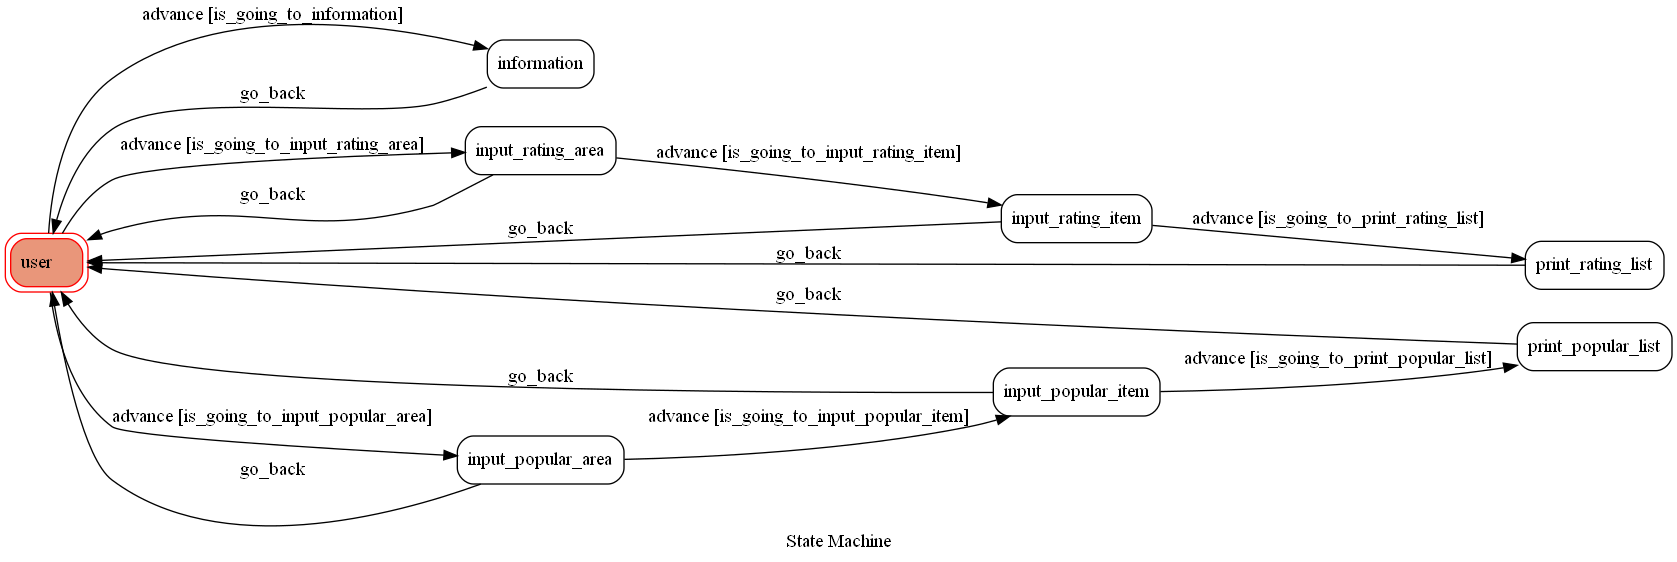 advance [is_going_to_information]
information
go_back
advance [is_going_to_input_rating_area]
input_rating_area
advance [is_going_to_input_rating_item]
go_back
input_rating_item
advance [is_going_to_print_rating_list]
go_back
user
go_back
print_rating_list
go_back
print_popular_list
advance [is_going_to_print_popular_list]
go_back
input_popular_item
advance [is_going_to_input_popular_area]
advance [is_going_to_input_popular_item]
input_popular_area
go_back
State Machine